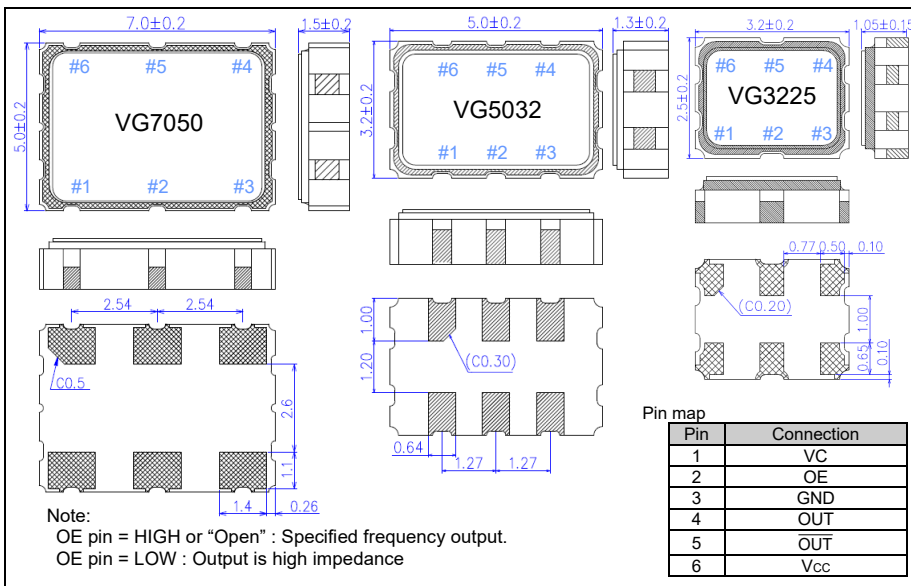 7.0±0.2
1.5±0.2
5.0±0.2
1.3±0.2
3.2±0.2
1.05±0.15
5.0±0.2
#6 #5 #4
VG7050
#1 #2 #3
3.2±0.2
#6 #5 #4
VG5032
#1 #2 #3
2.5±0.2
#6 #5 #4
VG3225
#1 #2 #3
2.54 2.54
C0.5
2.6
1.1
1.4 0.26
1.00
1.20
(C0.30)
0.64
1.27 1.27
0.77 0.50 0.10
(C0.20)
1.00
0.65
0.10
Note:
OE pin = HIGH or “Open” : Specified frequency output.
OE pin = LOW : Output is high impedance
Pin map
Pin Connection
1 VC
2 OE
3 GND
4 OUT
5 O̅U̅T̅
6 Vcc